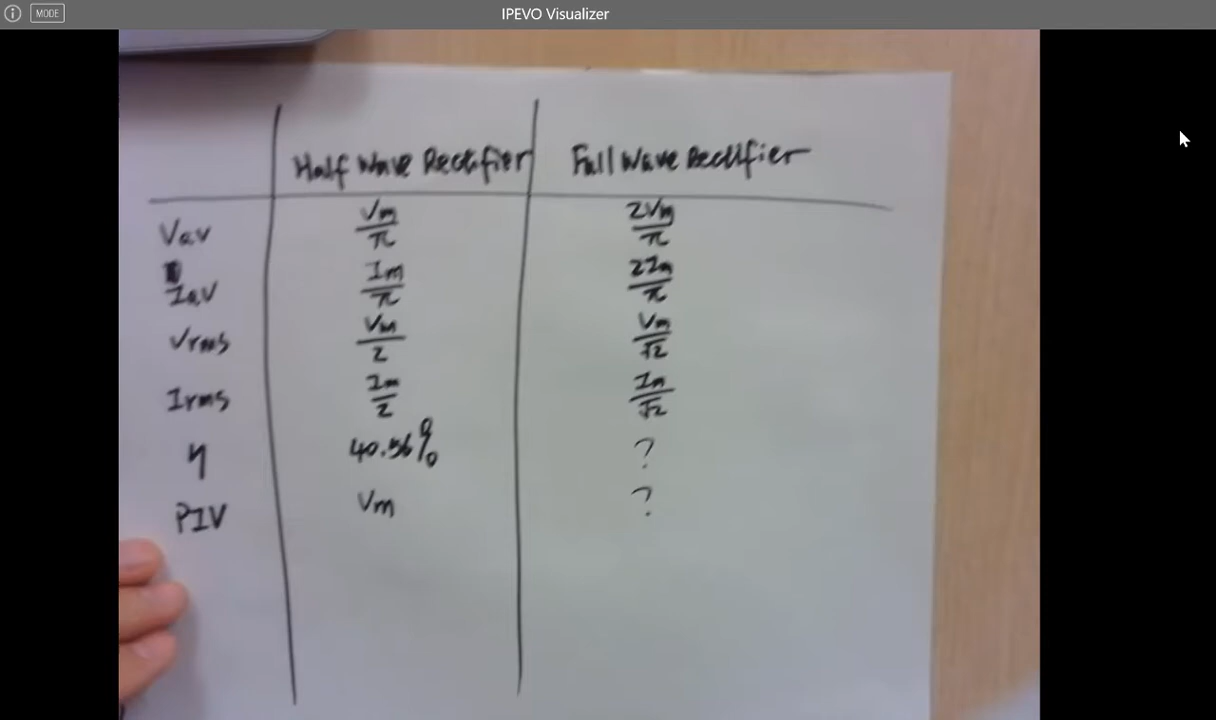 MODE
IPEVO Visualizer
Half Wave Rectifier Full Wave Rectifier
Vav Vm/π 2Vm/π
Iav Im/π 2Im/π
Vrms Vm/2 Vm/√2
Irms Im/2 Im/√2
η 40.56% ?
PIV Vm ?